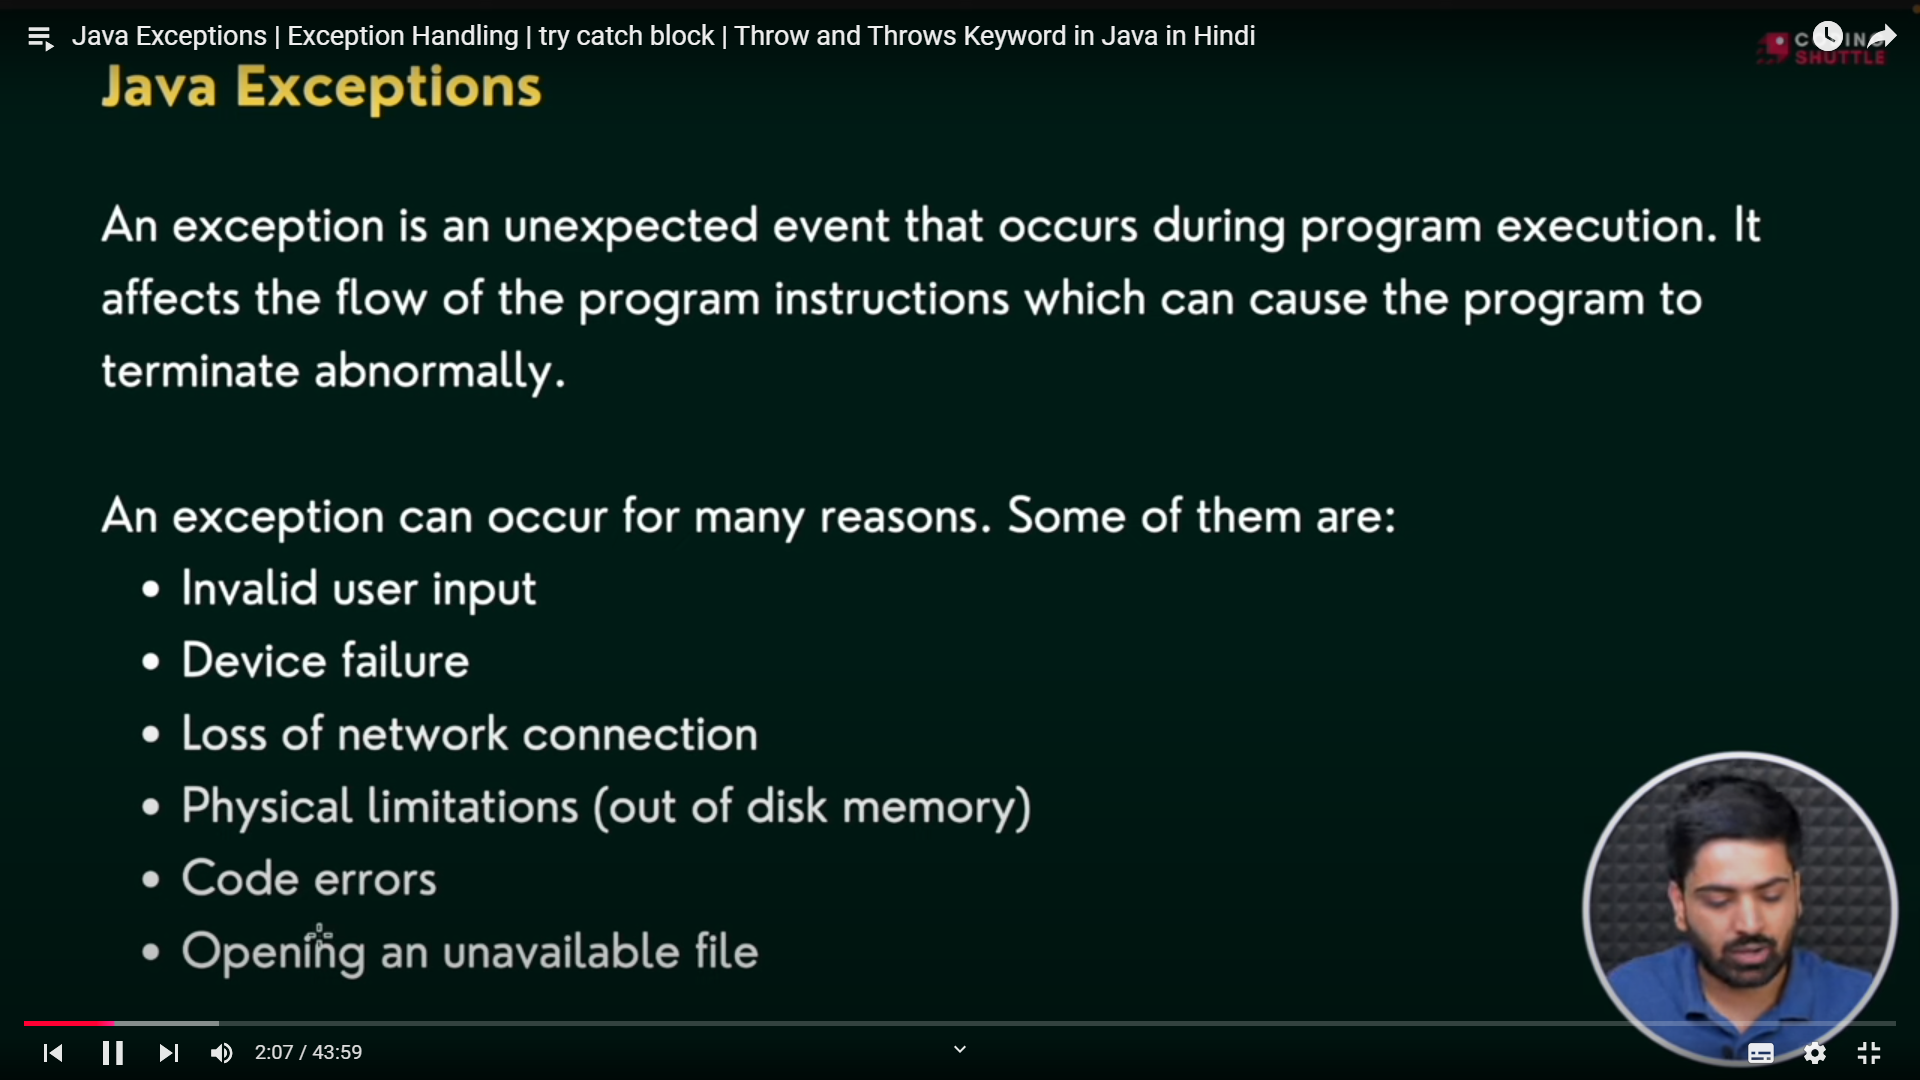 Java Exceptions | Exception Handling | try catch block | Throw and Throws Keyword in Java in Hindi
SHUTTLE
Java Exceptions
An exception is an unexpected event that occurs during program execution. It
affects the flow of the program instructions which can cause the program to
terminate abnormally.
An exception can occur for many reasons. Some of them are:
• Invalid user input
• Device failure
• Loss of network connection
• Physical limitations (out of disk memory)
• Code errors
• Opening an unavailable file
2:07 / 43:59